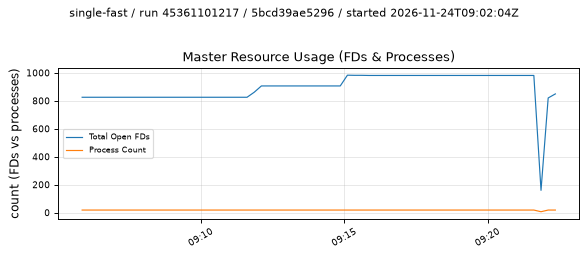 single-fast / run 45361101217 / 5bcd39ae5296 / started 2026-11-24T09:02:04Z
Master Resource Usage (FDs & Processes)
count (FDs vs processes)
1000
800
600
400
200
0
Total Open FDs
Process Count
09:10
09:15
09:20